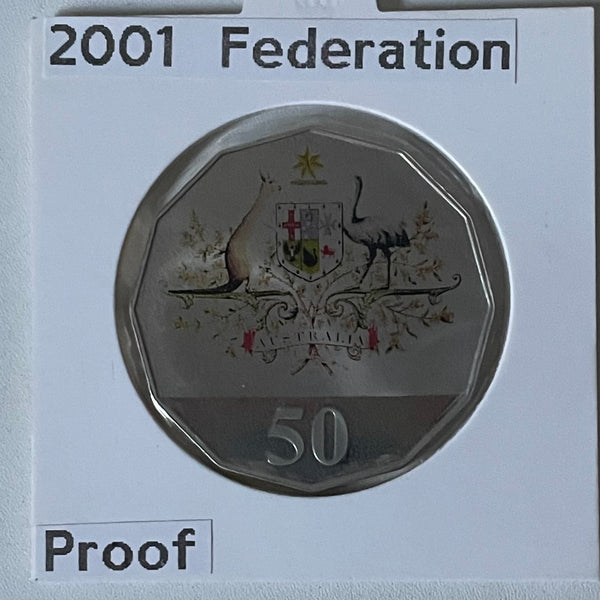 2001 Federation
AUSTRALIA
50
Proof